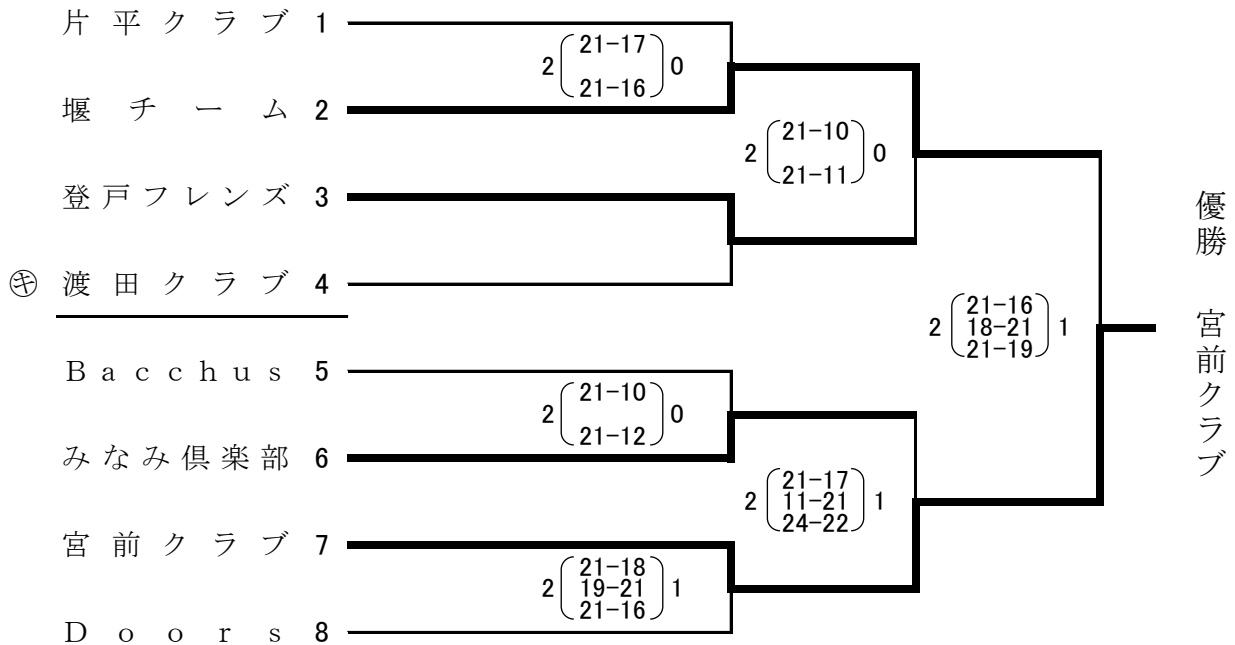 片平クラブ 1
2 21-17 21-16 0
堰チーム 2
2 21-10 21-11 0
登戸フレンズ 3
㋖ 渡田クラブ 4
2 21-16 18-21 21-19 1
優勝 宮前クラブ
Bacchus 5
2 21-10 21-12 0
みなみ倶楽部 6
2 21-17 11-21 24-22 1
宮前クラブ 7
2 21-18 19-21 21-16 1
Doors 8